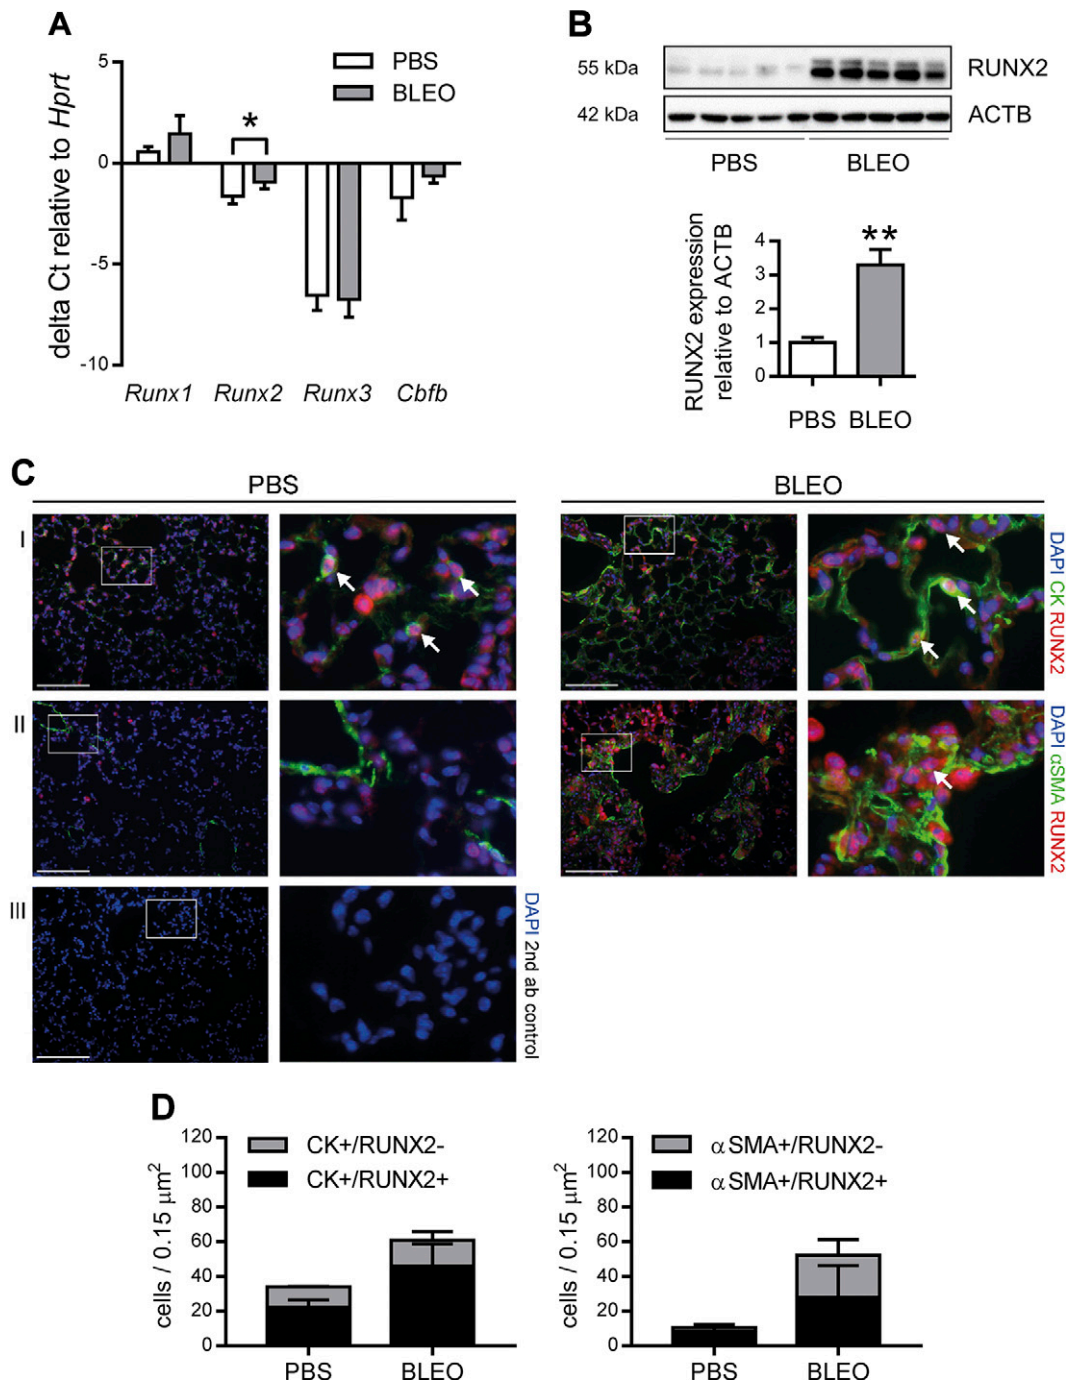 A
delta Ct relative to Hprt
5
0
-5
-10
PBS
BLEO
*
Runx1 Runx2 Runx3 Cbfb
B
55 kDa RUNX2
42 kDa ACTB
PBS BLEO
RUNX2 expression
relative to ACTB
4
3
2
1
0
**
PBS BLEO
C
PBS BLEO
I
DAPI CK RUNX2
II
DAPI αSMA RUNX2
III
DAPI 2nd ab control
D
cells / 0.15 μm²
120
100
80
60
40
20
0
CK+/RUNX2-
CK+/RUNX2+
PBS BLEO
cells / 0.15 μm²
120
100
80
60
40
20
0
αSMA+/RUNX2-
αSMA+/RUNX2+
PBS BLEO